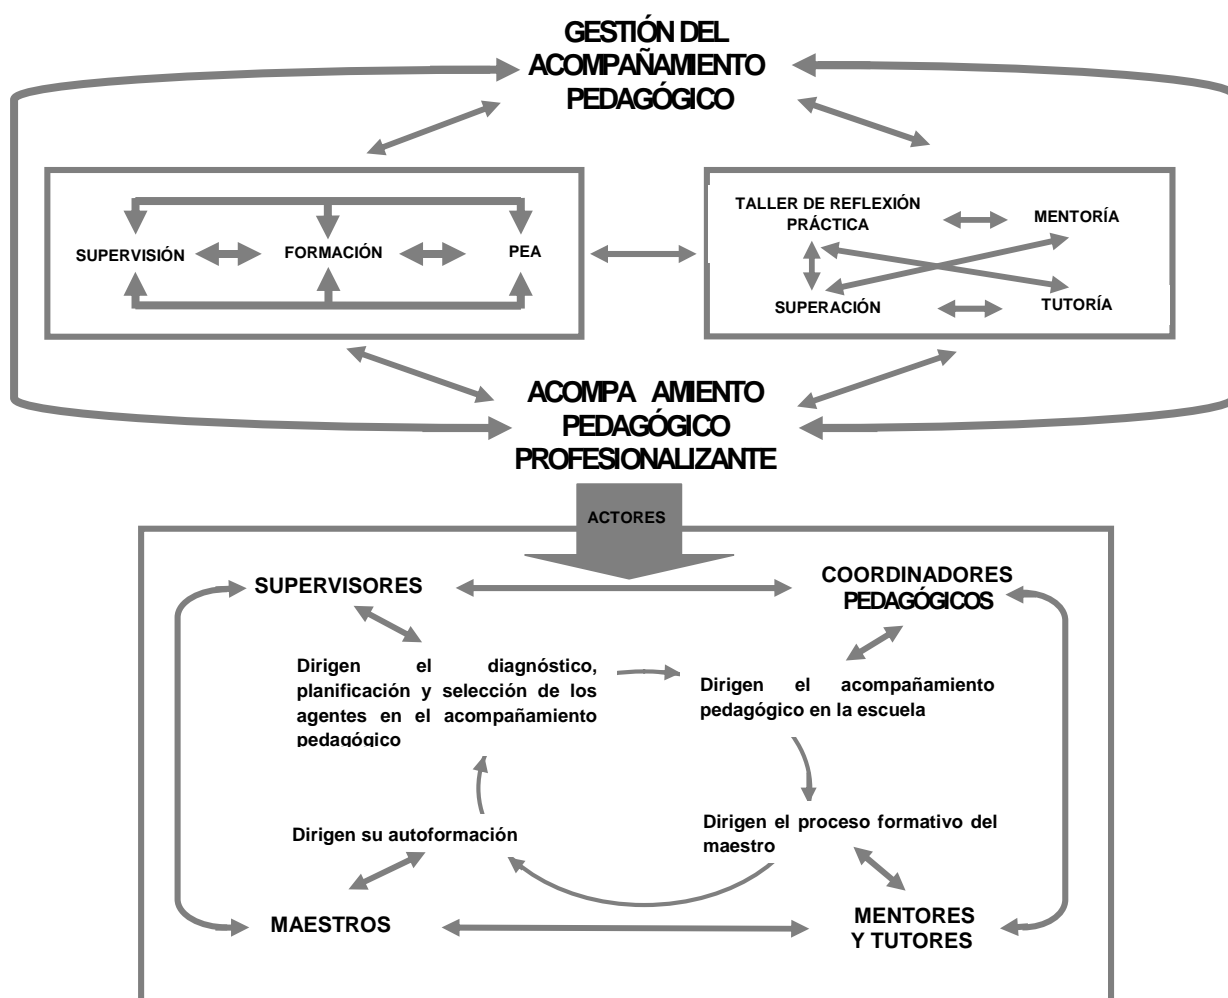 GESTIÓN DEL
ACOMPAÑAMIENTO
PEDAGÓGICO
SUPERVISIÓN
FORMACIÓN
PEA
TALLER DE REFLEXIÓN
PRÁCTICA
MENTORÍA
SUPERACIÓN
TUTORÍA
ACOMPA AMIENTO
PEDAGÓGICO
PROFESIONALIZANTE
ACTORES
SUPERVISORES
COORDINADORES
PEDAGÓGICOS
Dirigen el diagnóstico,
planificación y selección de los
agentes en el acompañamiento
pedagógico
Dirigen el acompañamiento
pedagógico en la escuela
Dirigen su autoformación
Dirigen el proceso formativo del
maestro
MAESTROS
MENTORES
Y TUTORES